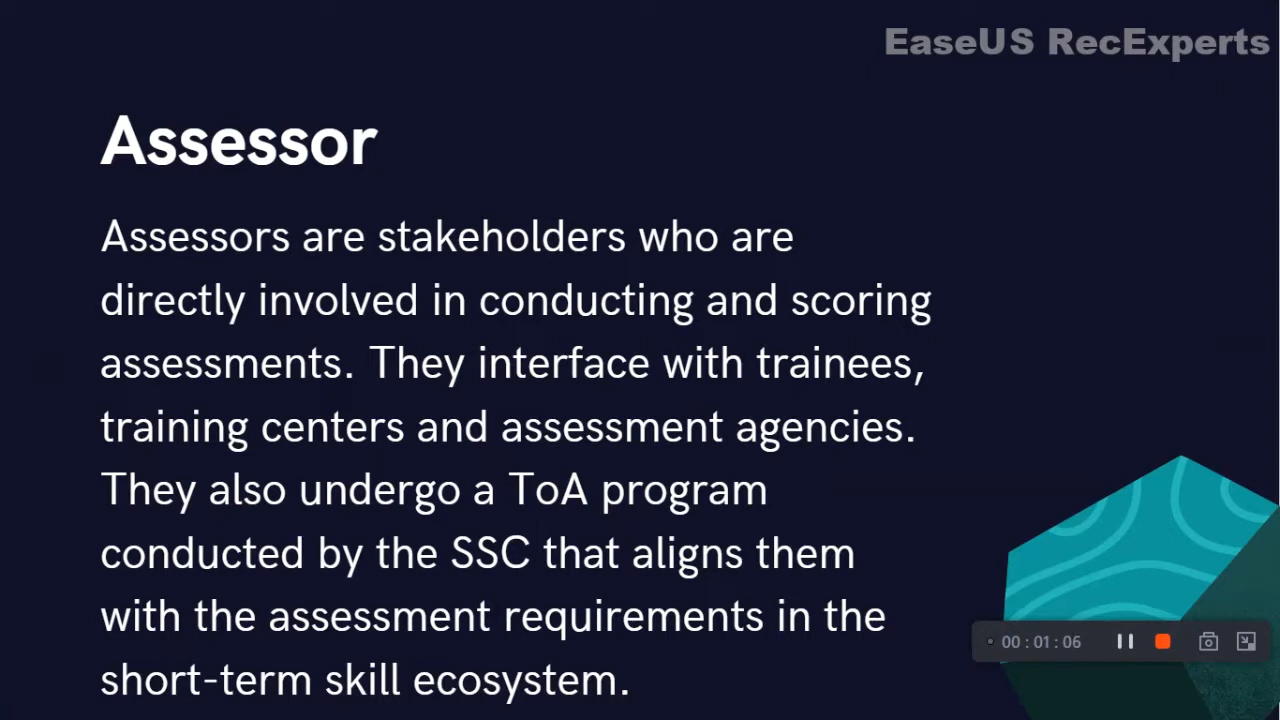 EaseUS RecExperts
Assessor
Assessors are stakeholders who are
directly involved in conducting and scoring
assessments. They interface with trainees,
training centers and assessment agencies.
They also undergo a ToA program
conducted by the SSC that aligns them
with the assessment requirements in the
short-term skill ecosystem.
00:01:06